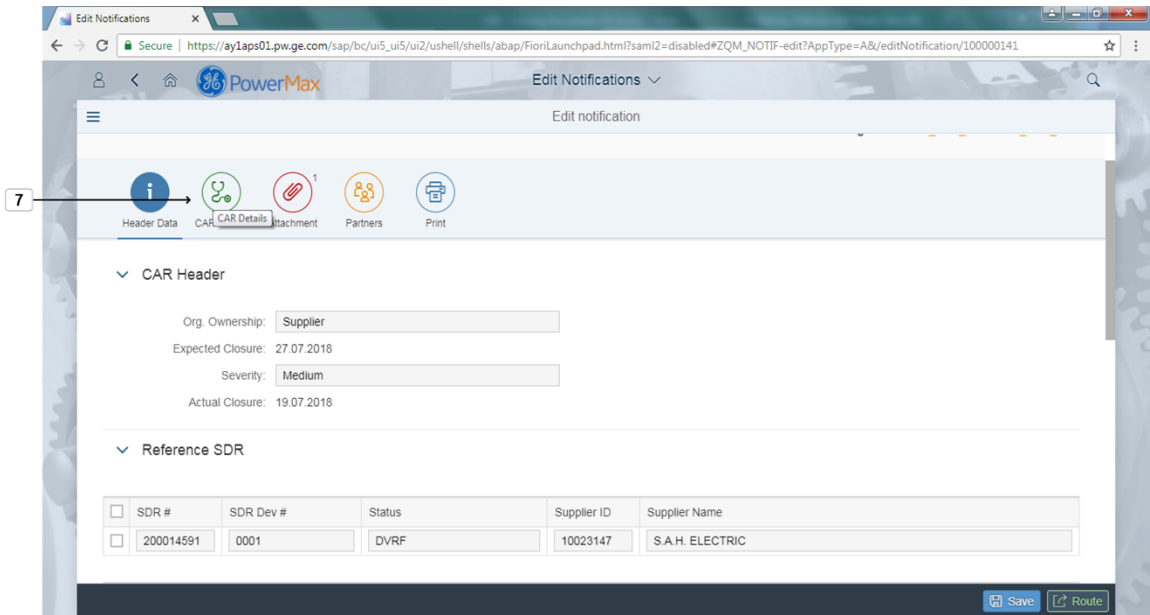 Edit Notifications
Secure | https://ay1aps01.pw.ge.com/sap/bc/ui5_ui5/ui2/ushell/shells/abap/FioriLaunchpad.html?saml2=disabled#ZQM_NOTIF-edit?AppType=A&/editNotification/100000141
PowerMax
Edit Notifications
Edit notification
7
1
CAR Details
Header Data CAR ttachment Partners Print
CAR Header
Org. Ownership: Supplier
Expected Closure: 27.07.2018
Severity: Medium
Actual Closure: 19.07.2018
Reference SDR
SDR # SDR Dev # Status Supplier ID Supplier Name
200014591 0001 DVRF 10023147 S.A.H. ELECTRIC
Save Route